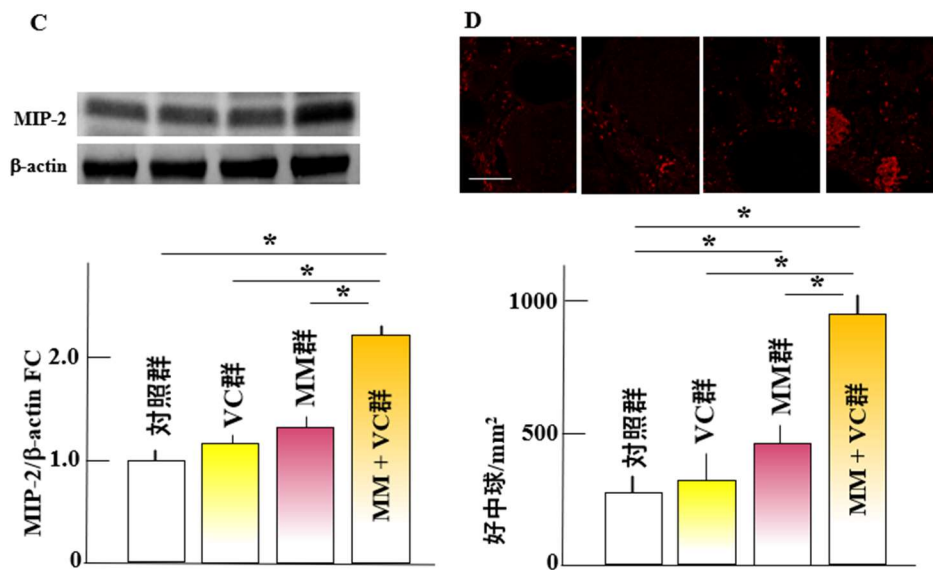 C
MIP-2
β-actin
*
*
*
MIP-2/β-actin FC
2.0
1.0
0
対照群
VC群
MM群
MM + VC群
D
*
*
*
*
好中球/mm²
1000
500
0
対照群
VC群
MM群
MM + VC群